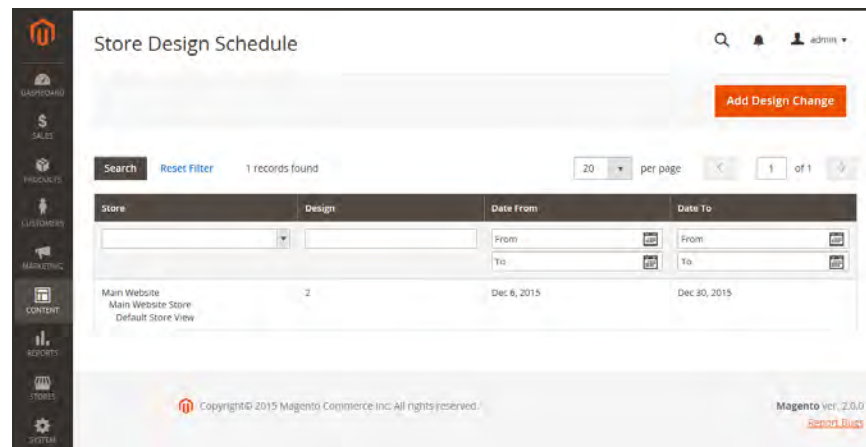 Store Design Schedule
admin
DASHBOARD
SALES
PRODUCTS
CUSTOMERS
MARKETING
CONTENT
REPORTS
STORES
SYSTEM
Add Design Change
Search Reset Filter 1 records found 20 per page 1 of 1
Store Design Date From Date To
From From
To To
Main Website 2 Dec 6, 2015 Dec 30, 2015
Main Website Store
Default Store View
Copyright© 2015 Magento Commerce Inc. All rights reserved.
Magento ver. 2.0.0
Report Bugs